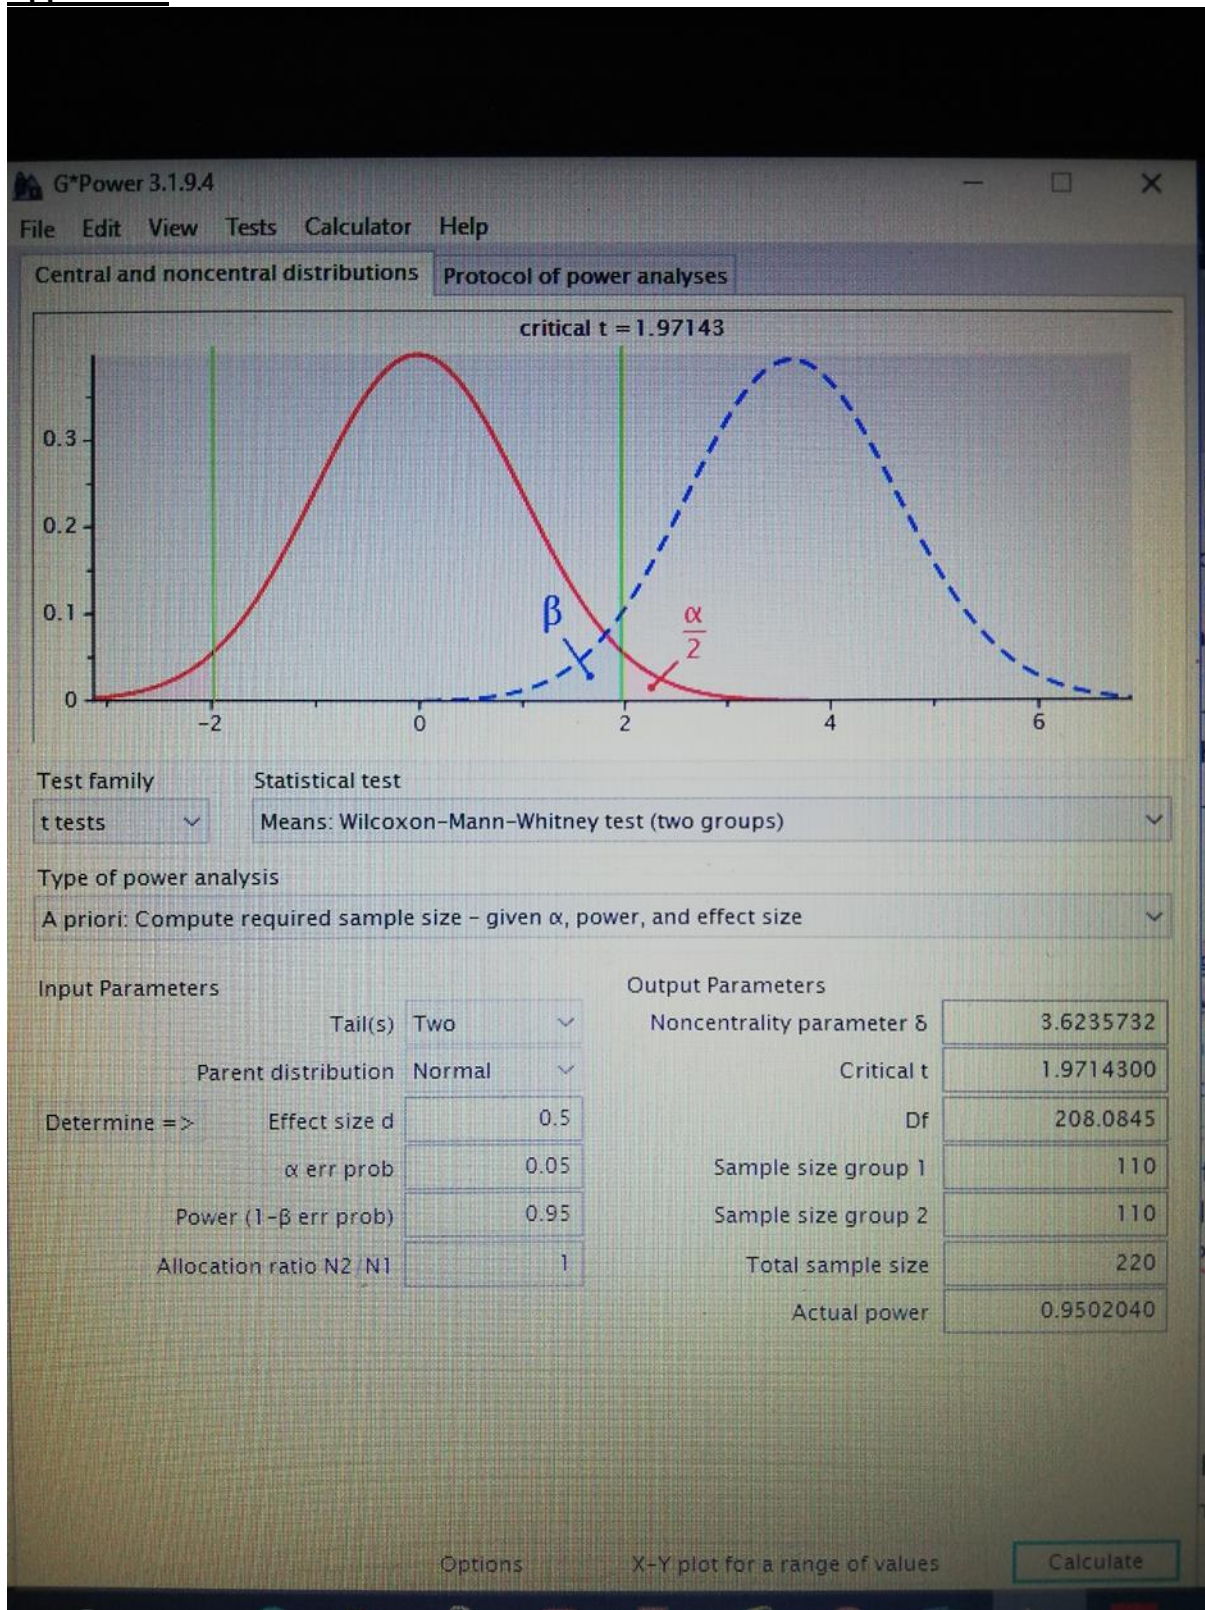 G*Power 3.1.9.4
File Edit View Tests Calculator Help
Central and noncentral distributions Protocol of power analyses
critical t = 1.97143
0.3
0.2
0.1
0
β
α
2
-2 0 2 4 6
Test family Statistical test
t tests Means: Wilcoxon-Mann-Whitney test (two groups)
Type of power analysis
A priori: Compute required sample size - given α, power, and effect size
Input Parameters Output Parameters
Tail(s) Two Noncentrality parameter δ 3.6235732
Parent distribution Normal Critical t 1.9714300
Determine => Effect size d 0.5 Df 208.0845
α err prob 0.05 Sample size group 1 110
Power (1-β err prob) 0.95 Sample size group 2 110
Allocation ratio N2/N1 1 Total sample size 220
Actual power 0.9502040
Options X-Y plot for a range of values Calculate